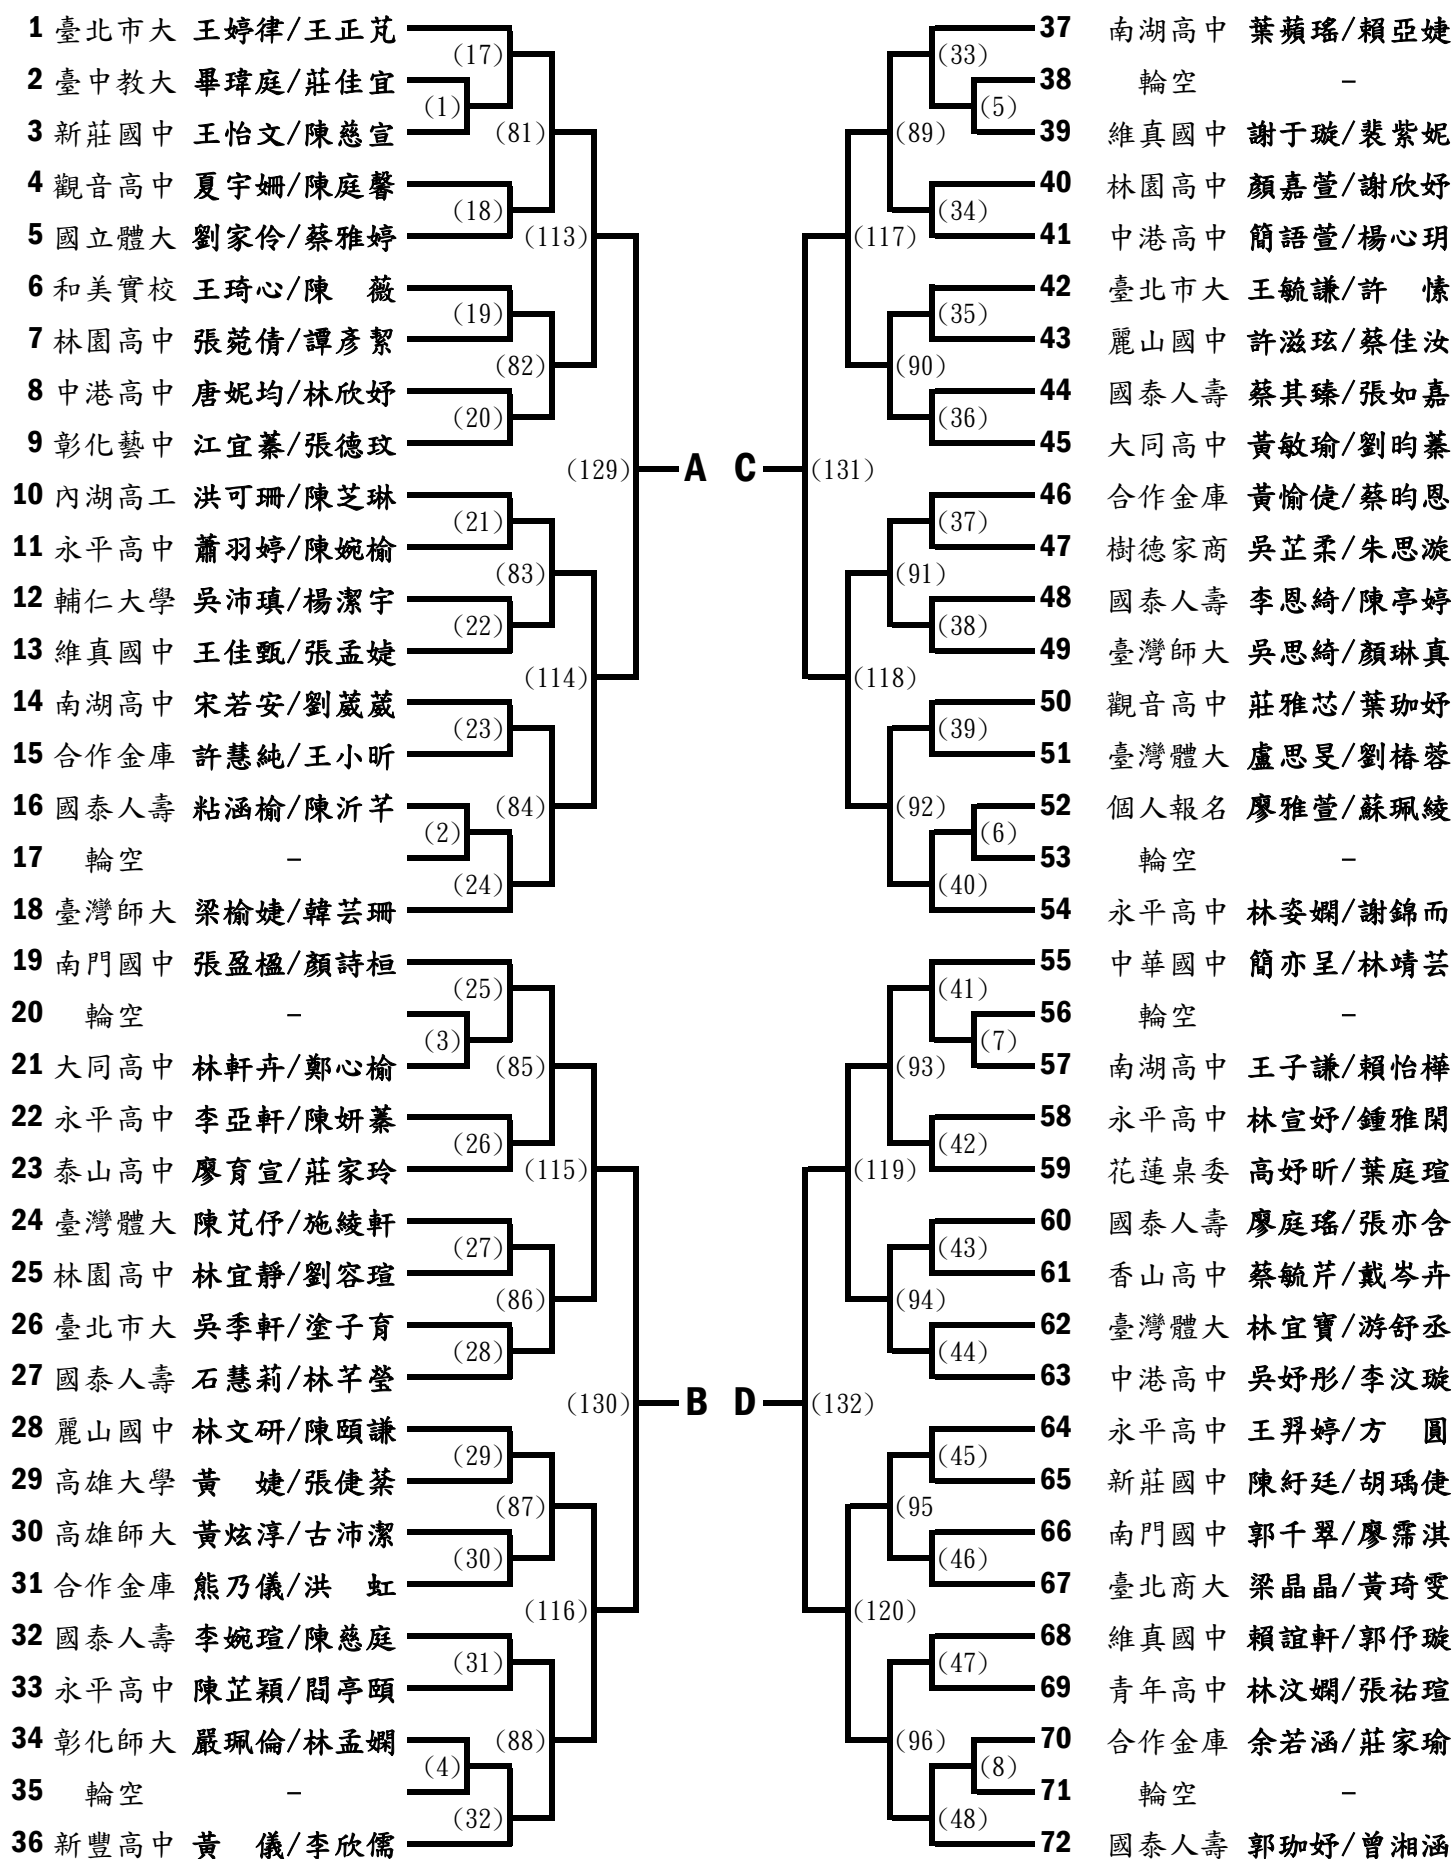 1 臺北市大 王婷律/王正芃
(17)
2 臺中教大 畢瑋庭/莊佳宜
(1)
3 新莊國中 王怡文/陳慈宣
(81)
4 觀音高中 夏宇姍/陳庭馨
(18)
5 國立體大 劉家伶/蔡雅婷
(113)
6 和美實校 王琦心/陳 薇
(19)
7 林園高中 張菀倩/譚彥絜
(82)
8 中港高中 唐妮均/林欣妤
(20)
9 彰化藝中 江宜蓁/張德玟
(129)
A
10 內湖高工 洪可珊/陳芝琳
(21)
11 永平高中 蕭羽婷/陳婉榆
(83)
12 輔仁大學 吳沛瑱/楊潔宇
(22)
13 維真國中 王佳甄/張孟婕
(114)
14 南湖高中 宋若安/劉葳葳
(23)
15 合作金庫 許慧純/王小昕
16 國泰人壽 粘涵榆/陳沂芊
(84)
(2)
17 輪空 –
(24)
18 臺灣師大 梁榆婕/韓芸珊
19 南門國中 張盈楹/顏詩桓
(25)
20 輪空 –
(3)
21 大同高中 林軒卉/鄭心榆
(85)
22 永平高中 李亞軒/陳妍蓁
(26)
23 泰山高中 廖育宣/莊家玲
(115)
24 臺灣體大 陳芃伃/施綾軒
(27)
25 林園高中 林宜靜/劉容瑄
(86)
26 臺北市大 吳季軒/塗子育
(28)
27 國泰人壽 石慧莉/林芊瑩
(130)
B
28 麗山國中 林文研/陳頤謙
(29)
29 高雄大學 黃 婕/張倢棻
(87)
30 高雄師大 黃炫淳/古沛潔
(30)
31 合作金庫 熊乃儀/洪 虹
(116)
32 國泰人壽 李婉瑄/陳慈庭
(31)
33 永平高中 陳芷穎/閻亭頤
34 彰化師大 嚴珮倫/林孟嫻
(88)
(4)
35 輪空 –
(32)
36 新豐高中 黃 儀/李欣儒
37 南湖高中 葉蘋瑤/賴亞婕
(33)
38 輪空 –
(5)
39 維真國中 謝于璇/裴紫妮
(89)
40 林園高中 顏嘉萱/謝欣妤
(34)
41 中港高中 簡語萱/楊心玥
(117)
42 臺北市大 王毓謙/許 愫
(35)
43 麗山國中 許滋玹/蔡佳汝
(90)
44 國泰人壽 蔡其臻/張如嘉
(36)
45 大同高中 黃敏瑜/劉昀蓁
C
(131)
46 合作金庫 黃愉偼/蔡昀恩
(37)
47 樹德家商 吳芷柔/朱思漩
(91)
48 國泰人壽 李恩綺/陳亭婷
(38)
49 臺灣師大 吳思綺/顏琳真
(118)
50 觀音高中 莊雅芯/葉珈妤
(39)
51 臺灣體大 盧思旻/劉椿蓉
52 個人報名 廖雅萱/蘇珮綾
(92)
(6)
53 輪空 –
(40)
54 永平高中 林姿嫻/謝錦而
55 中華國中 簡亦呈/林靖芸
(41)
56 輪空 –
(7)
57 南湖高中 王子謙/賴怡樺
(93)
58 永平高中 林宣妤/鍾雅閑
(42)
59 花蓮桌委 高妤昕/葉庭瑄
(119)
60 國泰人壽 廖庭瑤/張亦含
(43)
61 香山高中 蔡毓芹/戴岑卉
(94)
62 臺灣體大 林宜寶/游舒丞
(44)
63 中港高中 吳妤彤/李汶璇
D
(132)
64 永平高中 王羿婷/方 圓
(45)
65 新莊國中 陳紆廷/胡瑀倢
(95
66 南門國中 郭千翠/廖霈淇
(46)
67 臺北商大 梁晶晶/黃琦雯
(120)
68 維真國中 賴誼軒/郭伃璇
(47)
69 青年高中 林汶嫻/張祐瑄
70 合作金庫 余若涵/莊家瑜
(96)
(8)
71 輪空 –
(48)
72 國泰人壽 郭珈妤/曾湘涵